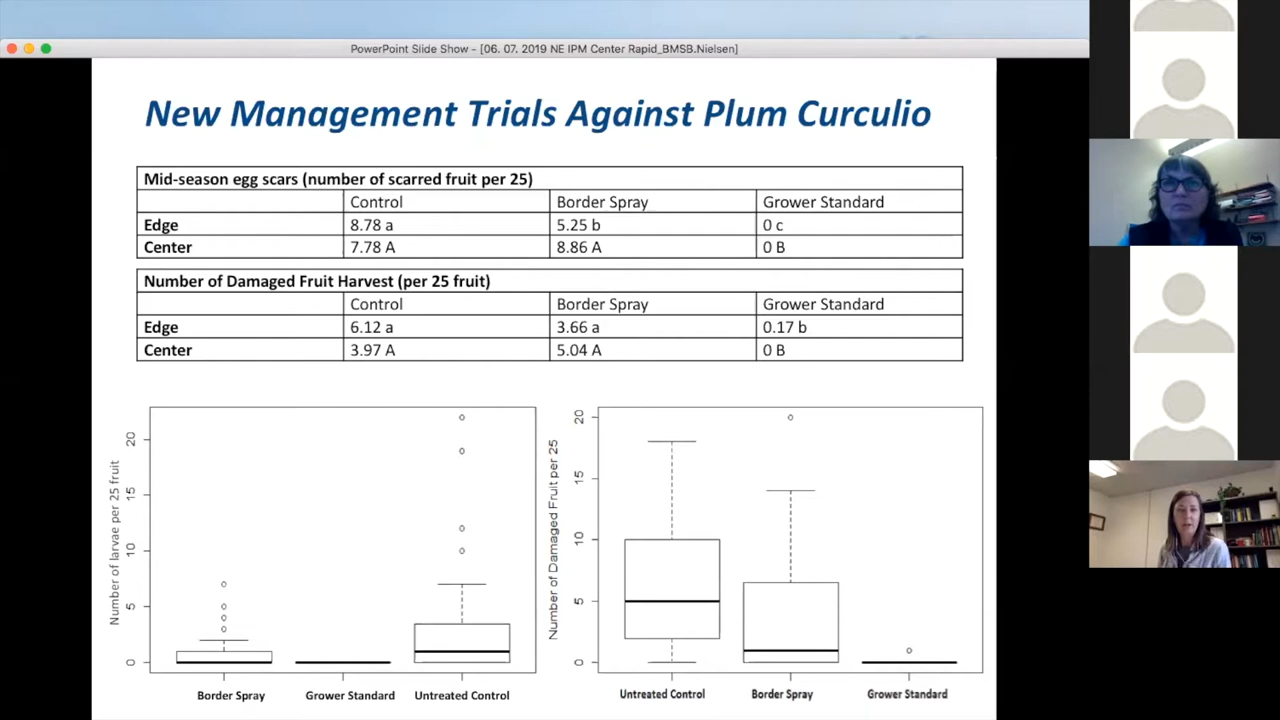 PowerPoint Slide Show - [06. 07. 2019 NE IPM Center Rapid_BMSB.Nielsen]
New Management Trials Against Plum Curculio
Mid-season egg scars (number of scarred fruit per 25)
Control Border Spray Grower Standard
Edge 8.78 a 5.25 b 0 c
Center 7.78 A 8.86 A 0 B
Number of Damaged Fruit Harvest (per 25 fruit)
Control Border Spray Grower Standard
Edge 6.12 a 3.66 a 0.17 b
Center 3.97 A 5.04 A 0 B
Number of larvae per 25 fruit
20
15
10
5
0
Border Spray Grower Standard Untreated Control
Number of Damaged Fruit per 25
20
15
10
5
0
Untreated Control Border Spray Grower Standard